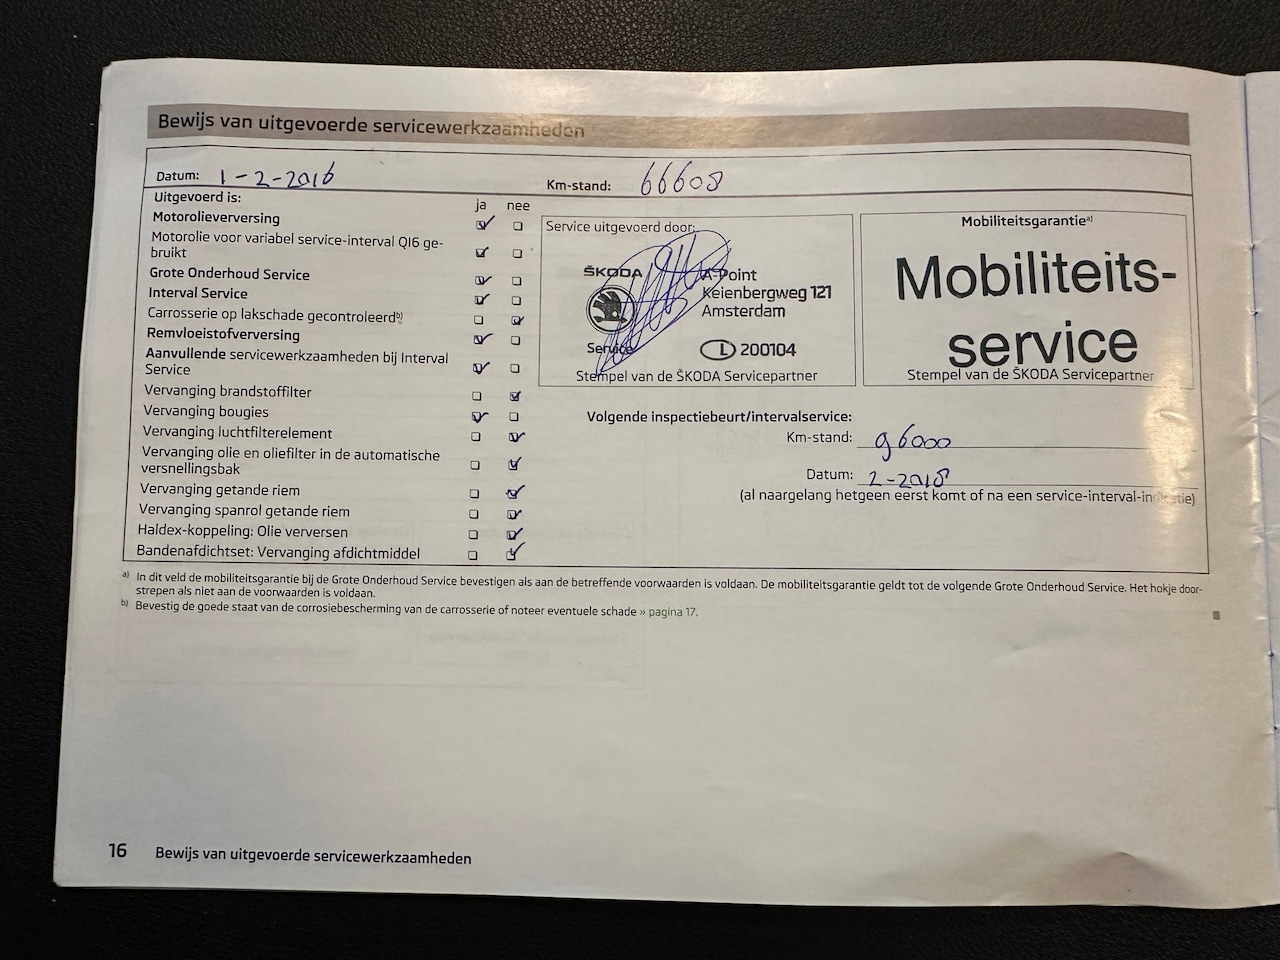 Bewijs van uitgevoerde servicewerkzaamheden
Datum: 1-2-2016
Km-stand: 66608
Uitgevoerd is:
ja nee
Motorolieverversing
Motorolie voor variabel service-interval QI6 ge-
bruikt
Grote Onderhoud Service
Interval Service
Carrosserie op lakschade gecontroleerd b)
Remvloeistofverversing
Aanvullende servicewerkzaamheden bij Interval
Service
Vervanging brandstoffilter
Vervanging bougies
Vervanging luchtfilterelement
Vervanging olie en oliefilter in de automatische
versnellingsbak
Vervanging getande riem
Vervanging spanrol getande riem
Haldex-koppeling: Olie verversen
Bandenafdichtset: Vervanging afdichtmiddel
Service uitgevoerd door:
ŠKODA
Service
A-Point
Keienbergweg 121
Amsterdam
L 200104
Stempel van de ŠKODA Servicepartner
Mobiliteitsgarantie a)
Mobiliteits-
service
Stempel van de ŠKODA Servicepartner
Volgende inspectiebeurt/intervalservice:
Km-stand: 96000
Datum: 2-2018
(al naargelang hetgeen eerst komt of na een service-interval-indicatie)
a) In dit veld de mobiliteitsgarantie bij de Grote Onderhoud Service bevestigen als aan de betreffende voorwaarden is voldaan. De mobiliteitsgarantie geldt tot de volgende Grote Onderhoud Service. Het hokje door-
strepen als niet aan de voorwaarden is voldaan.
b) Bevestig de goede staat van de corrosiebescherming van de carrosserie of noteer eventuele schade » pagina 17.
16 Bewijs van uitgevoerde servicewerkzaamheden